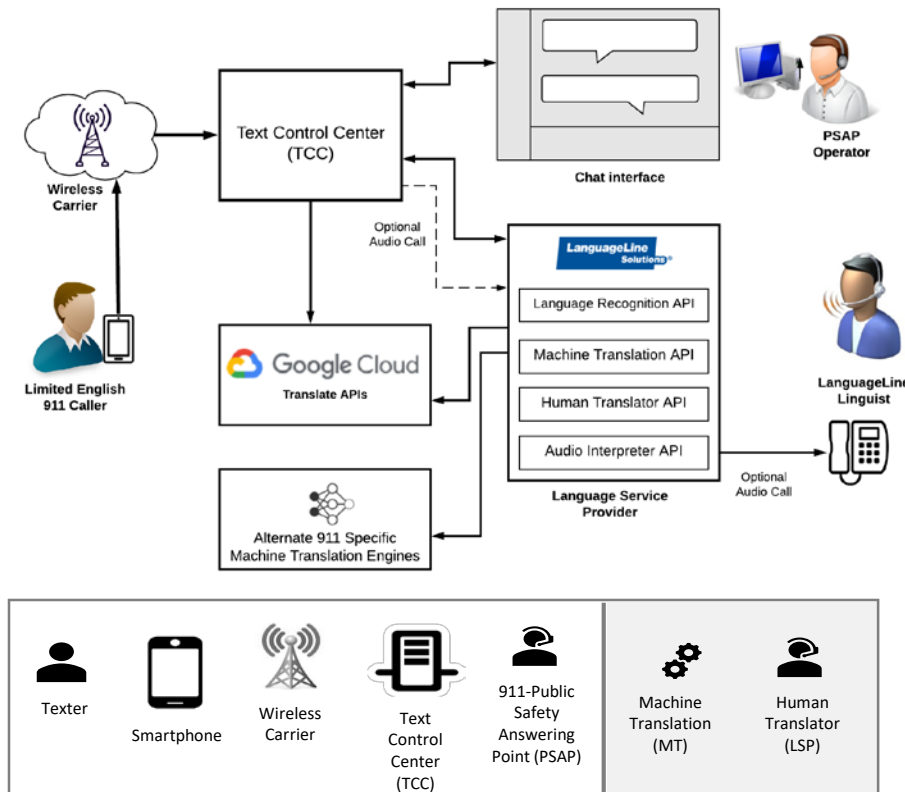 Text Control Center
(TCC)
Wireless
Carrier
Chat interface
PSAP
Operator
Optional
Audio Call
LanguageLine
Solutions®
Language Recognition API
Machine Translation API
Human Translator API
Audio Interpreter API
Language Service
Provider
Limited English
911 Caller
Google Cloud
Translate APIs
LanguageLine
Linguist
Optional
Audio Call
Alternate 911 Specific
Machine Translation Engines
Texter
Smartphone
Wireless
Carrier
Text
Control
Center
(TCC)
911-Public
Safety
Answering
Point (PSAP)
Machine
Translation
(MT)
Human
Translator
(LSP)